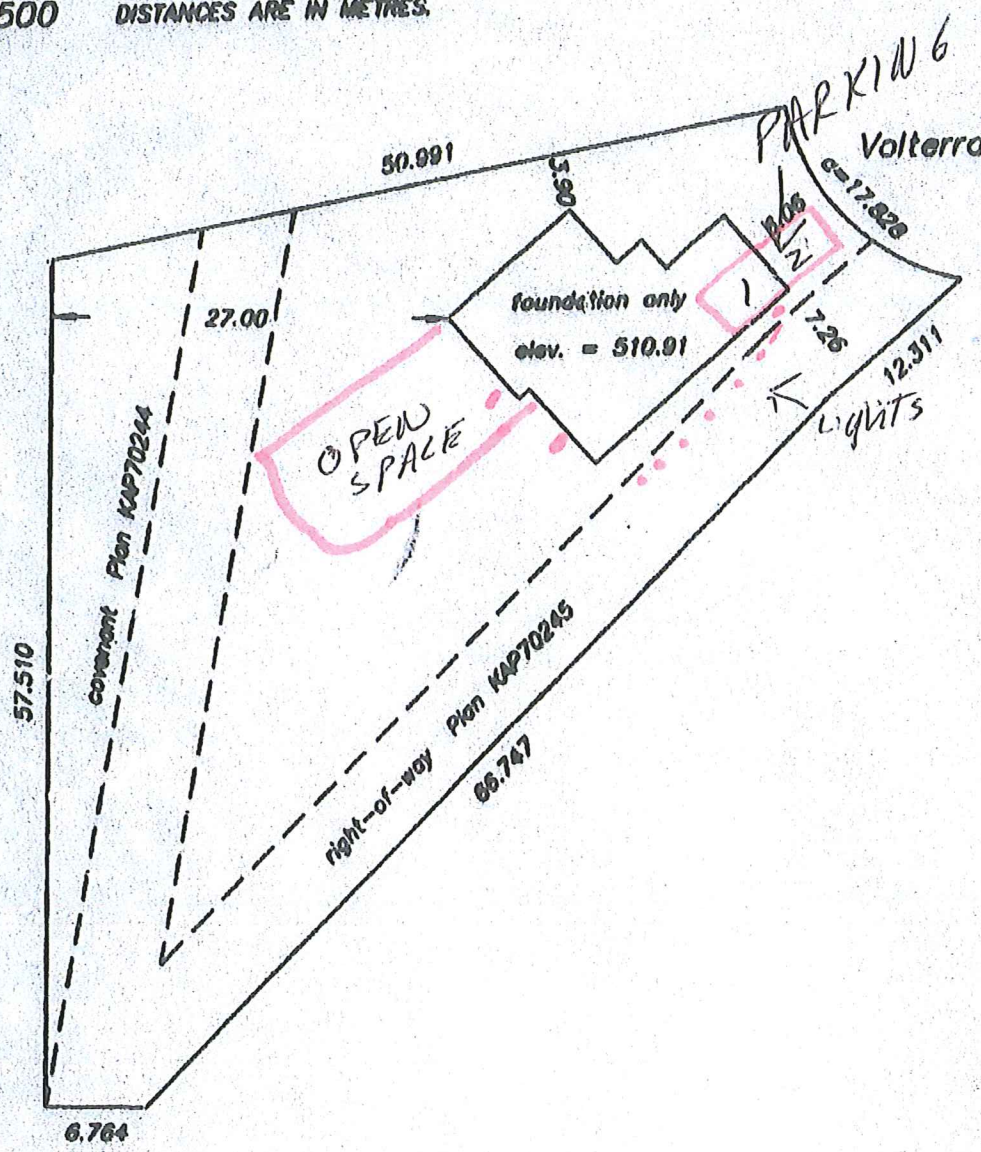 500 DISTANCES ARE IN METRES.
PARKING
Volterra
50.991
3.90
c=17.828
2
1
27.00
foundation only
elev. = 510.91
7.26
12.311
Lights
OPEN
SPACE
covenant Plan KAP70244
57.510
right-of-way Plan KAP70245
66.747
6.764